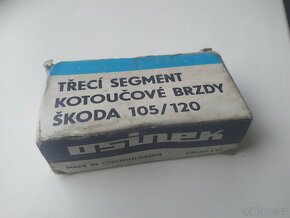 TŘECÍ SEGMENT
KOTOUČOVÉ BRZDY
ŠKODA 105/120
osinek
MADE IN CZECHOSLOVAKIA